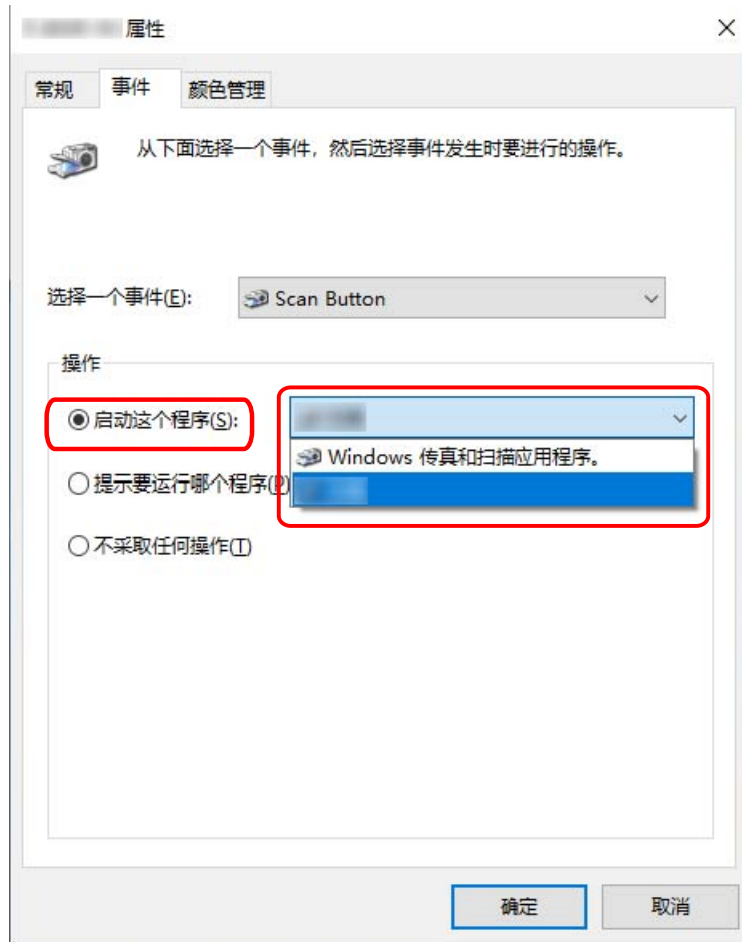 属性
常规 事件 颜色管理
从下面选择一个事件，然后选择事件发生时要进行的操作。
选择一个事件(E): Scan Button
操作
启动这个程序(S):
Windows 传真和扫描应用程序。
提示要运行哪个程序(P)
不采取任何操作(T)
确定 取消